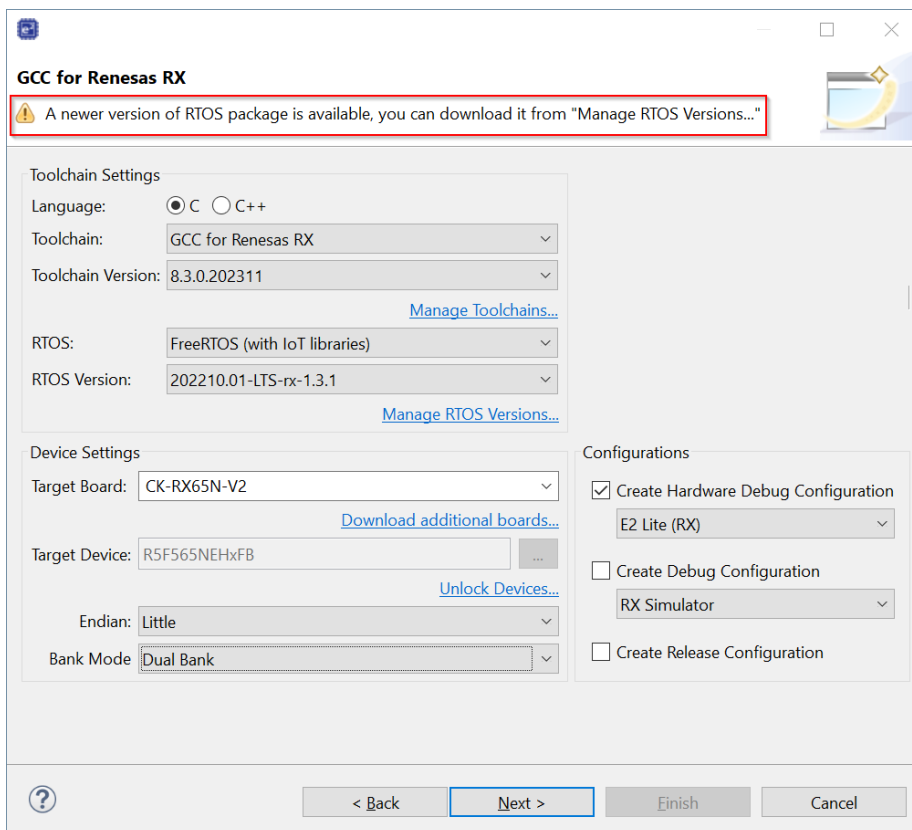 GCC for Renesas RX
A newer version of RTOS package is available, you can download it from "Manage RTOS Versions..."
Toolchain Settings
Language: C C++
Toolchain: GCC for Renesas RX
Toolchain Version: 8.3.0.202311
Manage Toolchains...
RTOS: FreeRTOS (with IoT libraries)
RTOS Version: 202210.01-LTS-rx-1.3.1
Manage RTOS Versions...
Device Settings
Target Board: CK-RX65N-V2
Download additional boards...
Target Device: R5F565NEHxFB ...
Unlock Devices...
Endian: Little
Bank Mode Dual Bank
Configurations
Create Hardware Debug Configuration
E2 Lite (RX)
Create Debug Configuration
RX Simulator
Create Release Configuration
? < Back Next > Finish Cancel